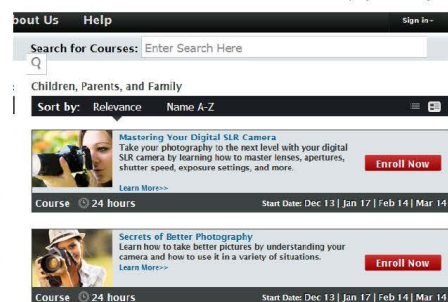 bout Us Help Sign in
Search for Courses: Enter Search Here
Children, Parents, and Family
Sort by: Relevance Name A-Z
Mastering Your Digital SLR Camera
Take your photography to the next level with your digital
SLR camera by learning how to master lenses, apertures,
shutter speed, exposure settings, and more.
Learn More>>
Enroll Now
Course 24 hours Start Date: Dec 13 | Jan 17 | Feb 14 | Mar 14
Secrets of Better Photography
Learn how to take better pictures by understanding your
camera and how to use it in a variety of situations.
Learn More>>
Enroll Now
Course 24 hours Start Date: Dec 13 | Jan 17 | Feb 14 | Mar 14